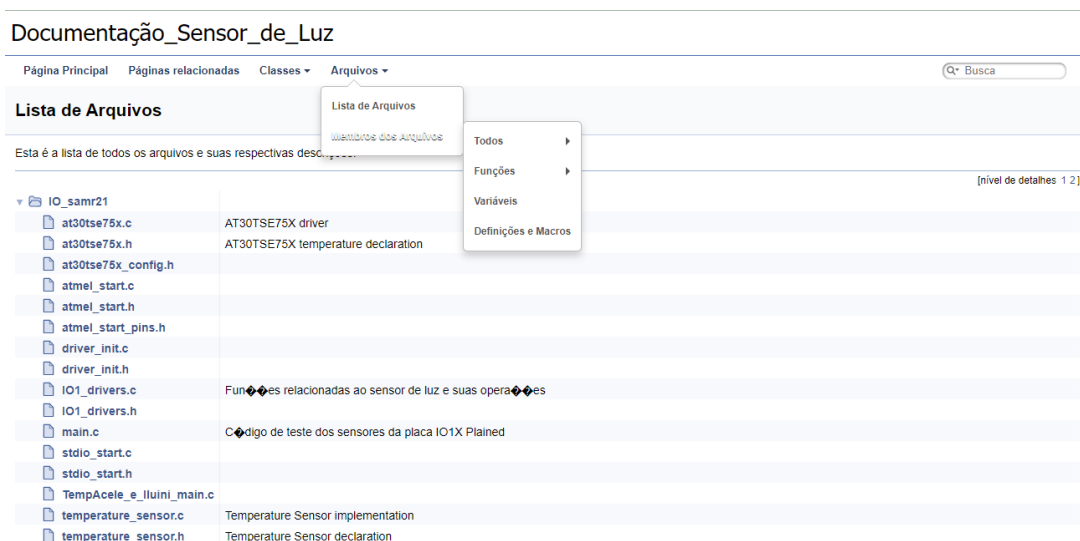 Documentação_Sensor_de_Luz
Página Principal Páginas relacionadas Classes Arquivos Busca
Lista de Arquivos
Lista de Arquivos
Membros dos Arquivos
Todos
Funções
Variáveis
Definições e Macros
Esta é a lista de todos os arquivos e suas respectivas
[nível de detalhes 1 2]
IO_samr21
at30tse75x.c AT30TSE75X driver
at30tse75x.h AT30TSE75X temperature declaration
at30tse75x_config.h
atmel_start.c
atmel_start.h
atmel_start_pins.h
driver_init.c
driver_init.h
IO1_drivers.c Fun��es relacionadas ao sensor de luz e suas opera��es
IO1_drivers.h
main.c C�digo de teste dos sensores da placa IO1X Plained
stdio_start.c
stdio_start.h
TempAcele_e_Iluini_main.c
temperature_sensor.c Temperature Sensor implementation
temperature_sensor.h Temperature Sensor declaration